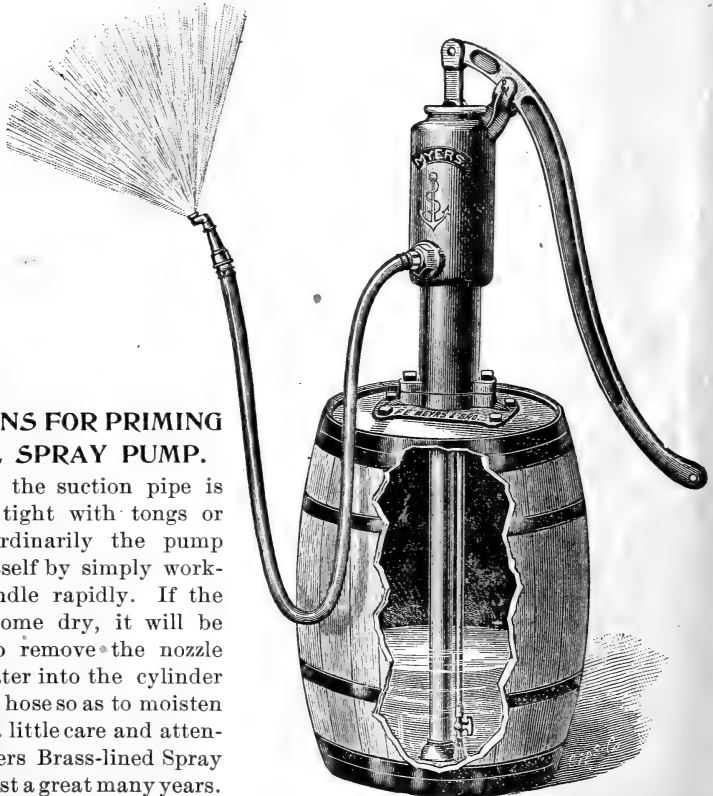 MYERS
F.E. MEYRS & BRO.
NS FOR PRIMING
SPRAY PUMP.
the suction pipe is
tight with tongs or
rdinarily the pump
self by simply work-
ndle rapidly. If the
ome dry, it will be
o remove the nozzle
ter into the cylinder
hose so as to moisten
little care and atten-
ers Brass-lined Spray
st a great many years.